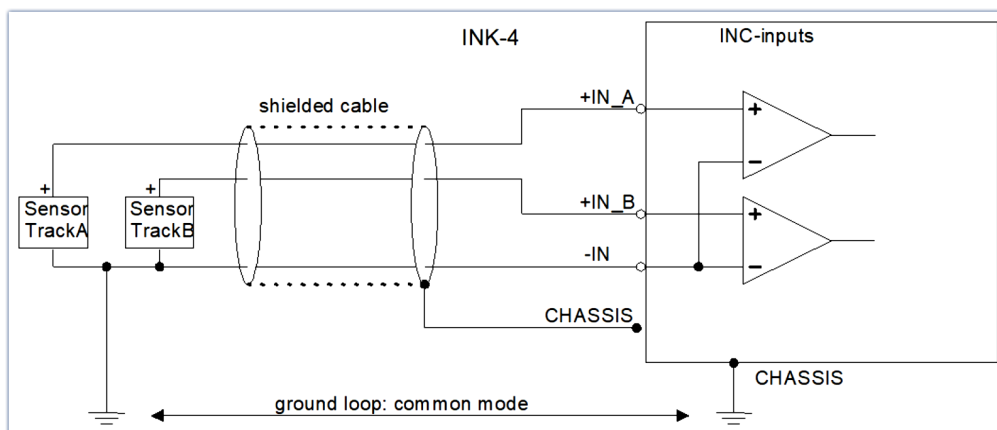 INK-4
INC-inputs
shielded cable
+IN_A
+
−
+
Sensor
TrackA
+
Sensor
TrackB
+IN_B
+
-IN
−
CHASSIS
CHASSIS
ground loop: common mode